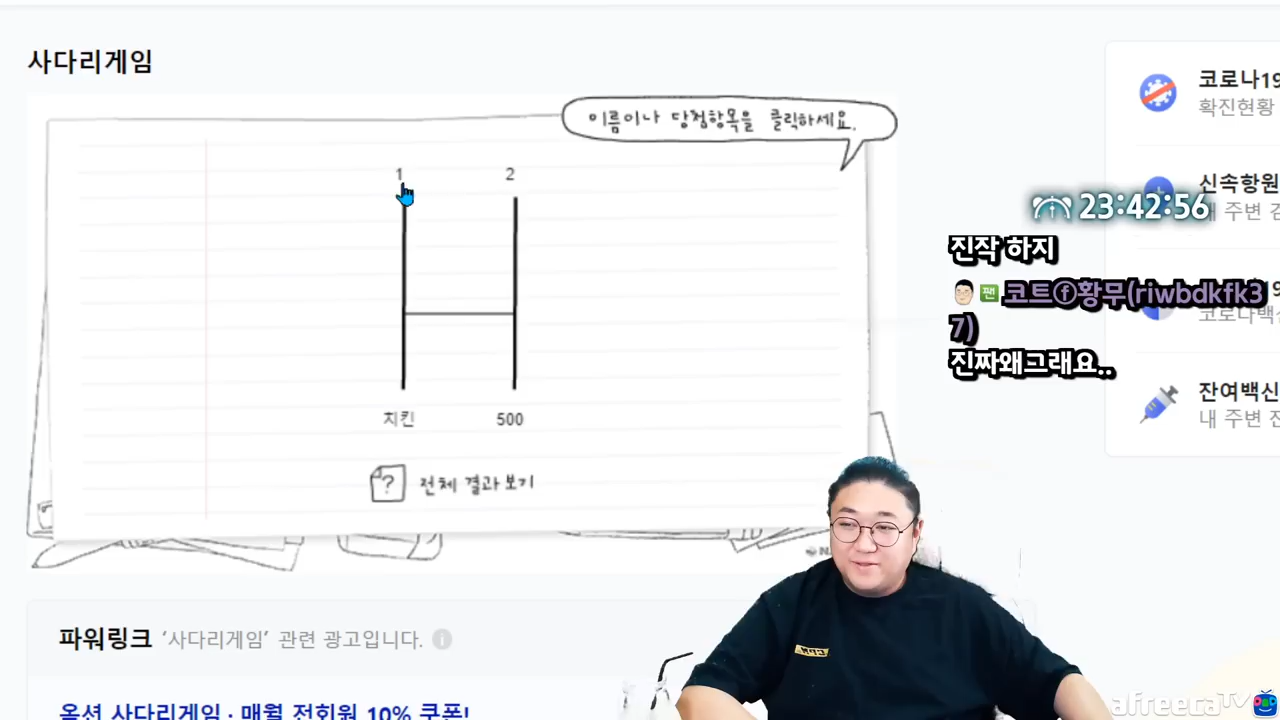 사다리게임
이름이나 당첨항목을 클릭하세요.
1 2
치킨 500
전체 결과 보기
파워링크 '사다리게임' 관련 광고입니다.
옵션 사다리게임 · 매월 전회원 10% 쿠폰!
코로나19
확진현황
신속항원
내 주변
잔여백신
내 주변 잔
23:42:56
진작 하지
팬 코트ⓕ황무(riwbdkfk3
7)
진짜왜그래요..
afreecaTV